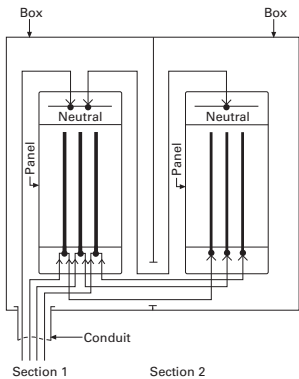 Box
Box
Neutral
Neutral
Panel
Panel
Conduit
Section 1
Section 2